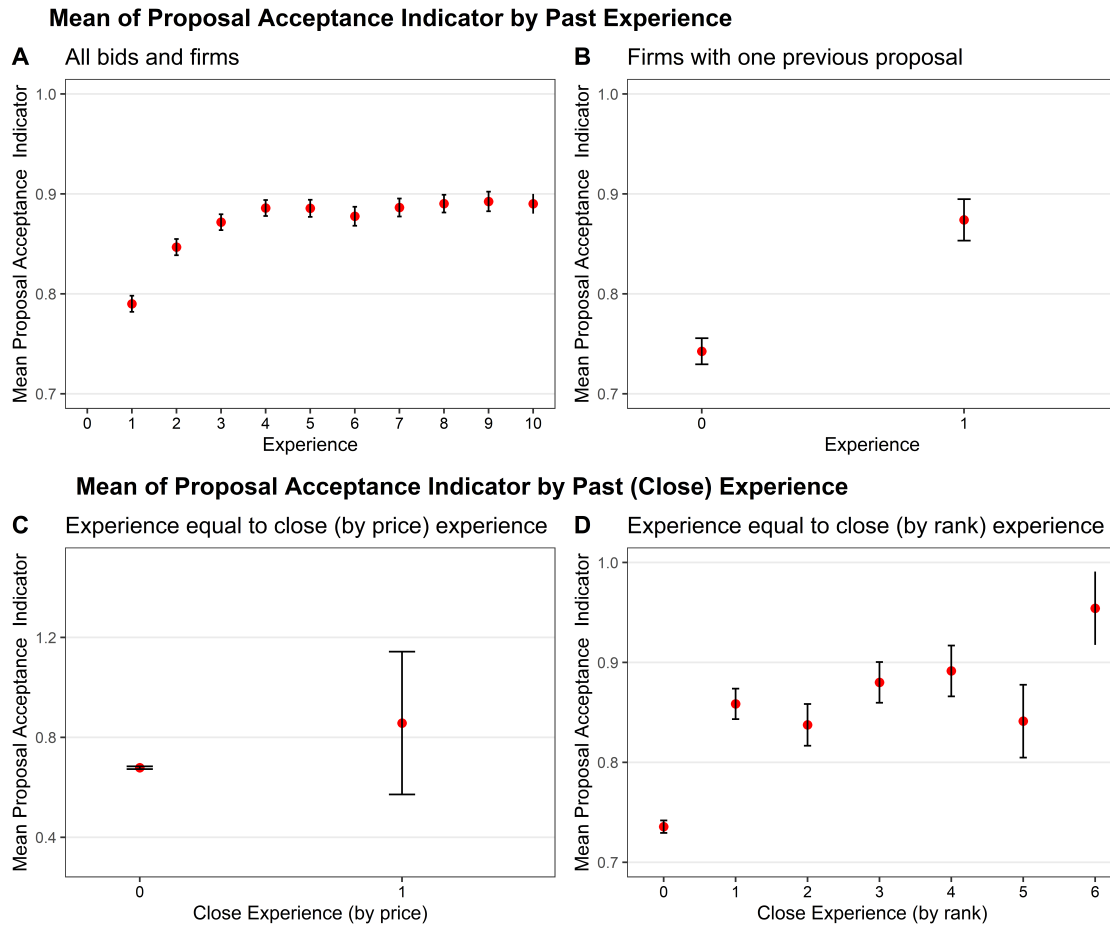 Mean of Proposal Acceptance Indicator by Past Experience
A All bids and firms
Mean Proposal Acceptance  Indicator
1.0
0.9
0.8
0.7
0 1 2 3 4 5 6 7 8 9 10
Experience
B Firms with one previous proposal
Mean Proposal Acceptance  Indicator
1.0
0.9
0.8
0.7
0 1
Experience
Mean of Proposal Acceptance Indicator by Past (Close) Experience
C Experience equal to close (by price) experience
Mean Proposal Acceptance  Indicator
1.2
0.8
0.4
0 1
Close Experience (by price)
D Experience equal to close (by rank) experience
Mean Proposal Acceptance  Indicator
1.0
0.9
0.8
0.7
0 1 2 3 4 5 6
Close Experience (by rank)